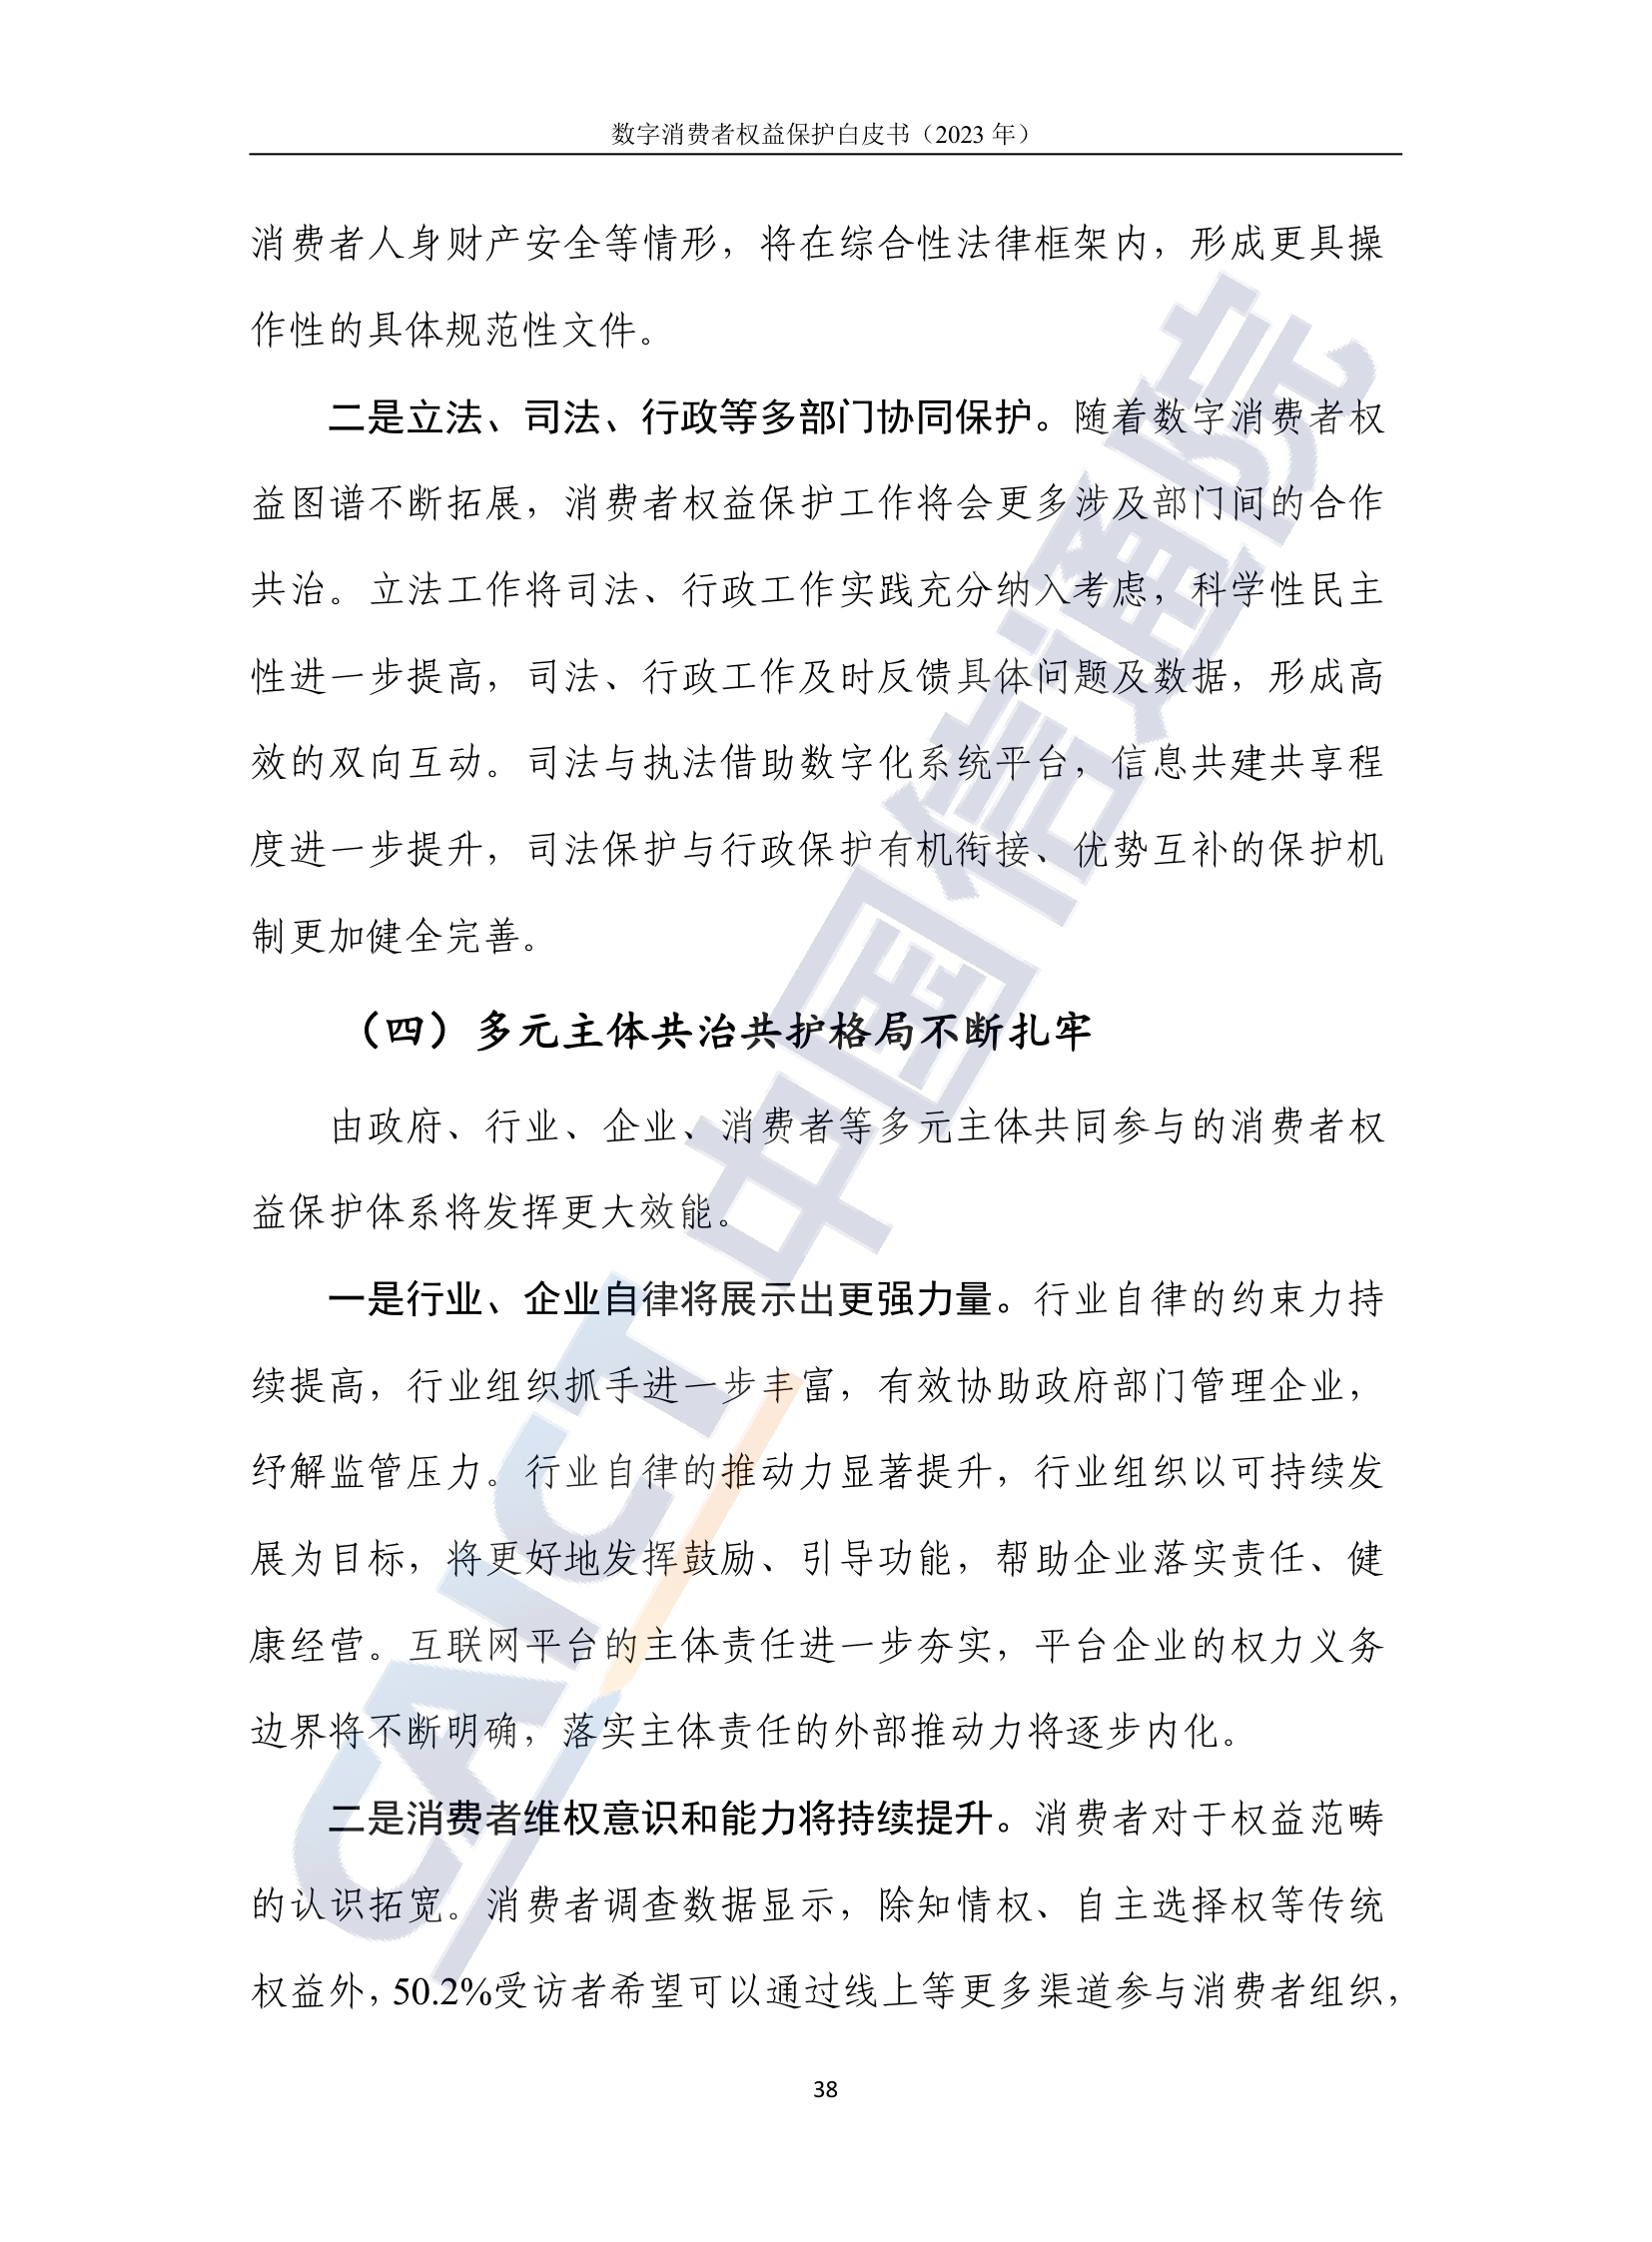 数字消费者权益保护白皮书（2023 年）
消费者人身财产安全等情形，将在综合性法律框架内，形成更具操
作性的具体规范性文件。
二是立法、司法、行政等多部门协同保护。随着数字消费者权
益图谱不断拓展，消费者权益保护工作将会更多涉及部门间的合作
共治。立法工作将司法、行政工作实践充分纳入考虑，科学性民主
性进一步提高，司法、行政工作及时反馈具体问题及数据，形成高
效的双向互动。司法与执法借助数字化系统平台，信息共建共享程
度进一步提升，司法保护与行政保护有机衔接、优势互补的保护机
制更加健全完善。
（四）多元主体共治共护格局不断扎牢
由政府、行业、企业、消费者等多元主体共同参与的消费者权
益保护体系将发挥更大效能。
一是行业、企业自律将展示出更强力量。行业自律的约束力持
续提高，行业组织抓手进一步丰富，有效协助政府部门管理企业，
纾解监管压力。行业自律的推动力显著提升，行业组织以可持续发
展为目标，将更好地发挥鼓励、引导功能，帮助企业落实责任、健
康经营。互联网平台的主体责任进一步夯实，平台企业的权力义务
边界将不断明确，落实主体责任的外部推动力将逐步内化。
二是消费者维权意识和能力将持续提升。消费者对于权益范畴
的认识拓宽。消费者调查数据显示，除知情权、自主选择权等传统
权益外，50.2%受访者希望可以通过线上等更多渠道参与消费者组织，
38
CAICT 中国信通院